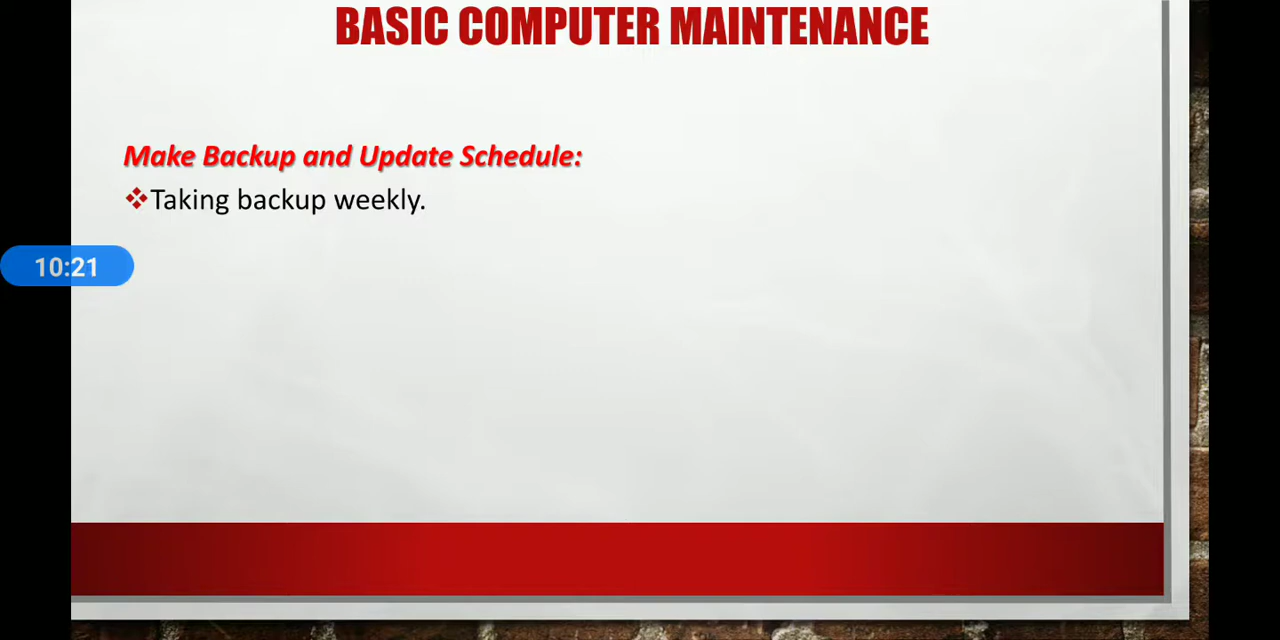 BASIC COMPUTER MAINTENANCE
Make Backup and Update Schedule:
Taking backup weekly.
10:21